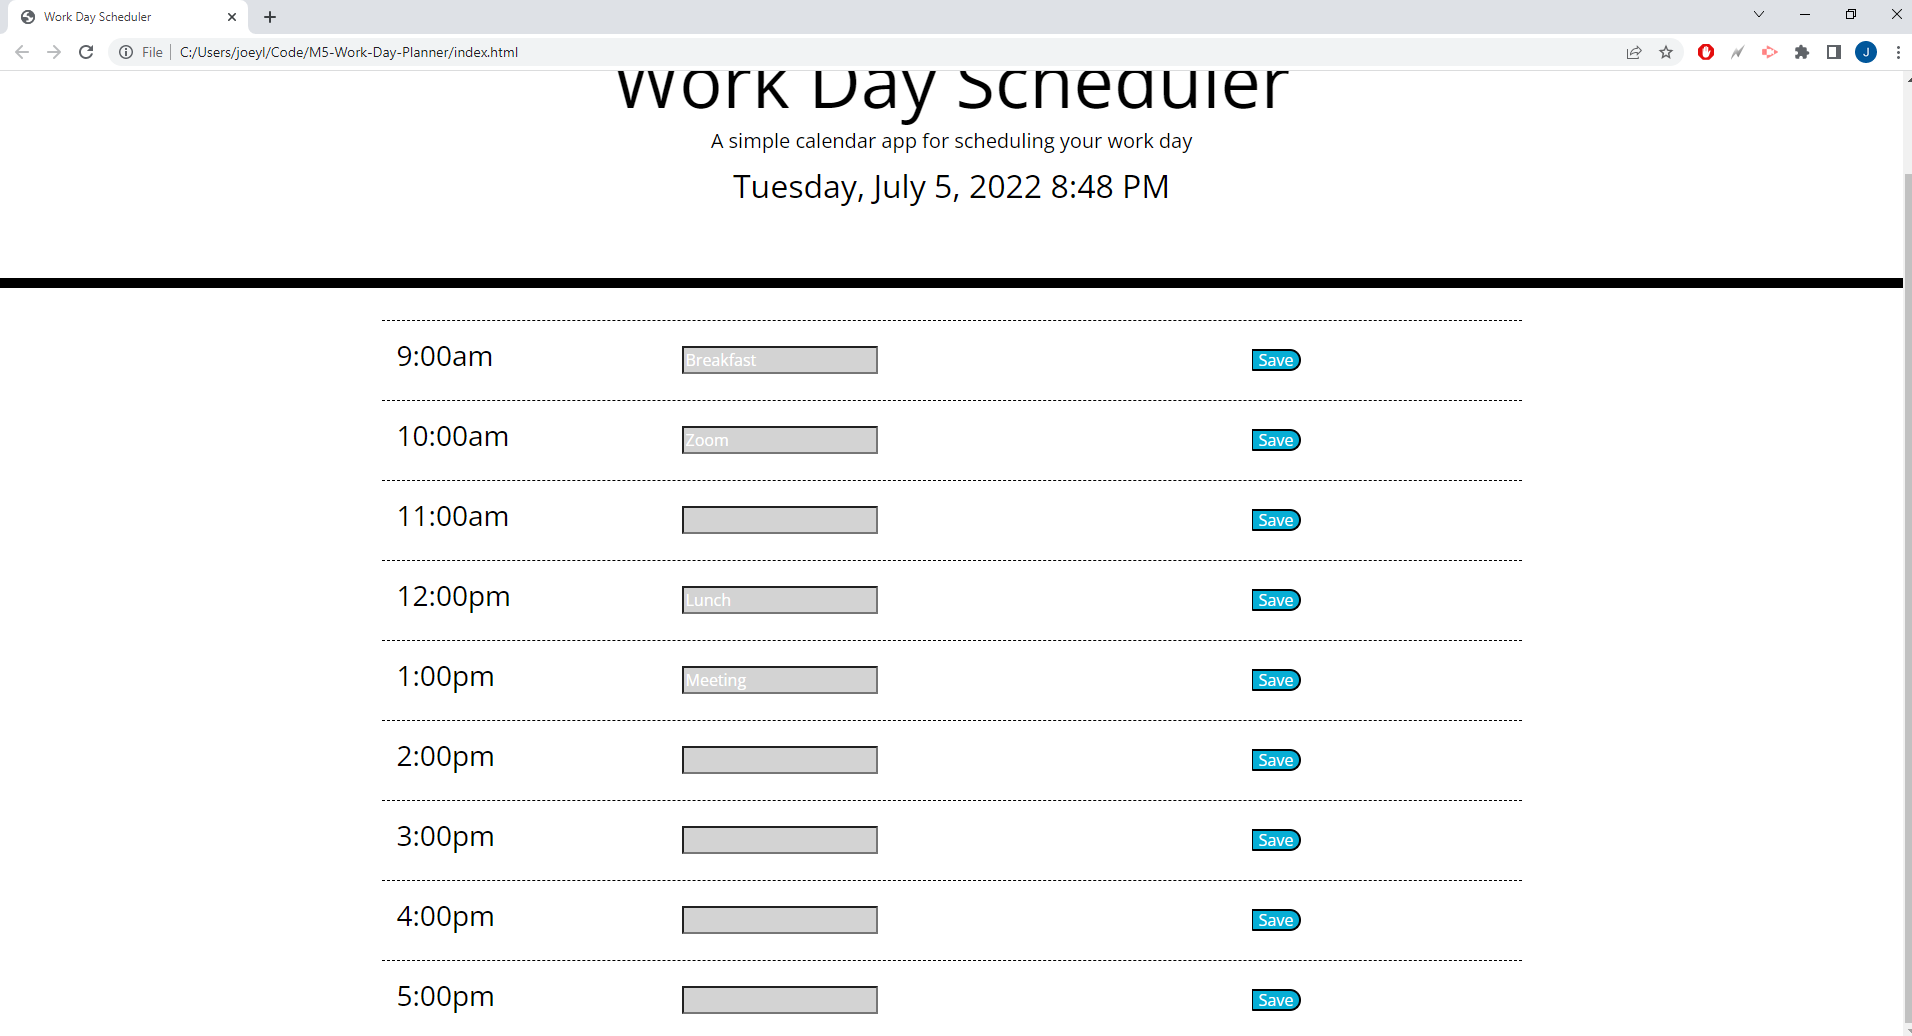 Work Day Scheduler
File C:/Users/joeyl/Code/M5-Work-Day-Planner/index.html
J
Work Day Scheduler
A simple calendar app for scheduling your work day
Tuesday, July 5, 2022 8:48 PM
9:00am Breakfast Save
10:00am Zoom Save
11:00am Save
12:00pm Lunch Save
1:00pm Meeting Save
2:00pm Save
3:00pm Save
4:00pm Save
5:00pm Save